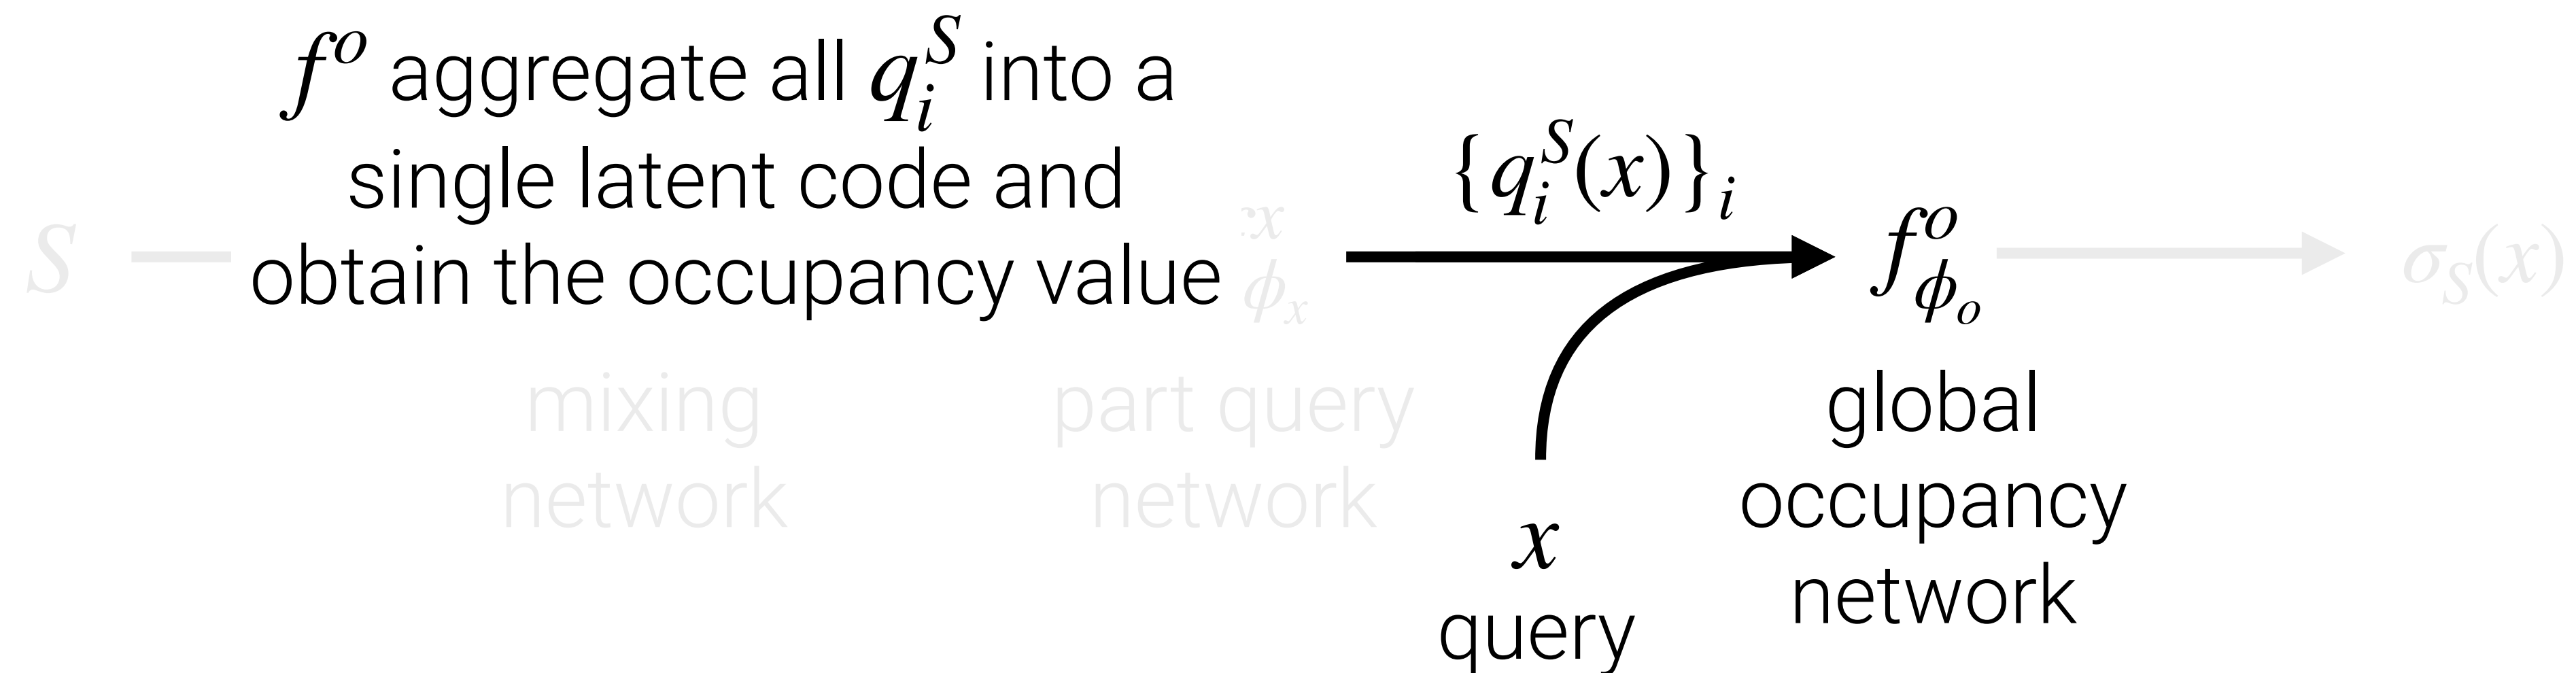 f^o aggregate all q_i^S into a
single latent code and
obtain the occupancy value
{q_i^S(x)}_i
f^o_{ϕ_o}
S
x
ϕ_x
σ_S(x)
mixing
network
part query
network
x
query
global
occupancy
network